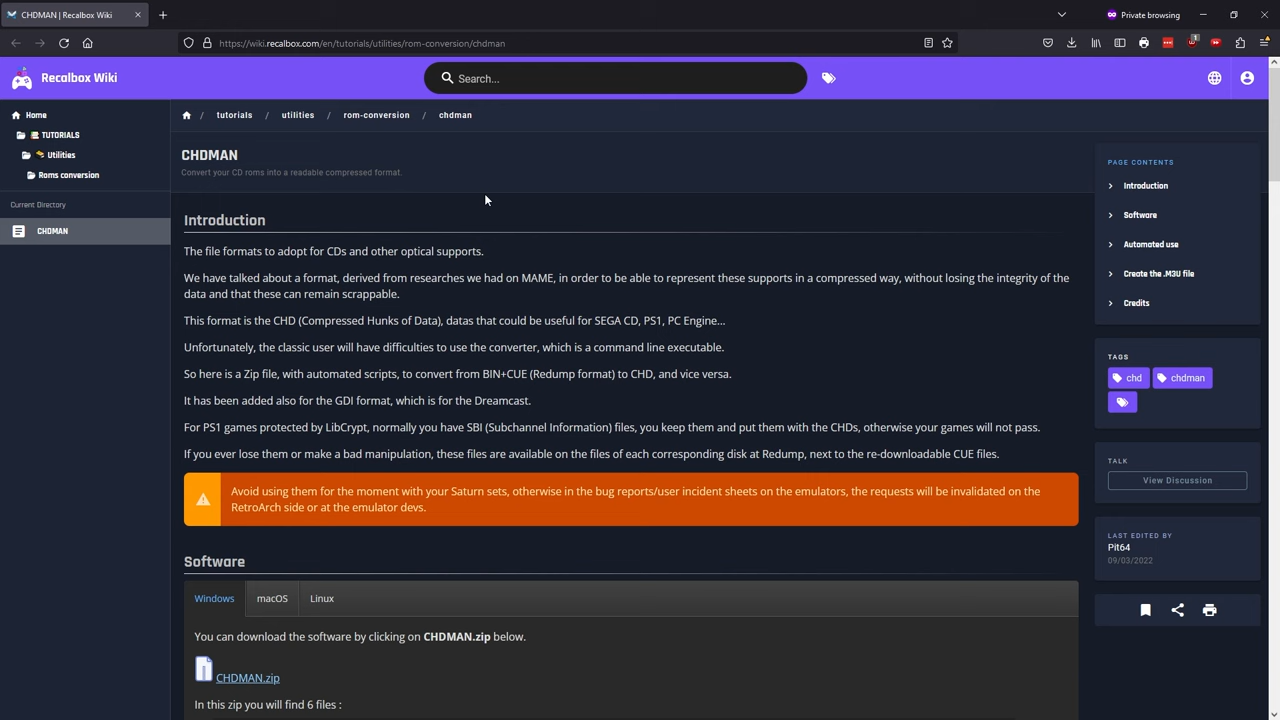 CHDMAN | Recalbox Wiki
Private browsing
https://wiki.recalbox.com/en/tutorials/utilities/rom-conversion/chdman
1
Recalbox Wiki
Search...
Home
TUTORIALS
Utilities
Roms conversion
Current Directory
CHDMAN
/ tutorials / utilities / rom-conversion / chdman
CHDMAN
Convert your CD roms into a readable compressed format.
Introduction
The file formats to adopt for CDs and other optical supports.
We have talked about a format, derived from researches we had on MAME, in order to be able to represent these supports in a compressed way, without losing the integrity of the
data and that these can remain scrappable.
This format is the CHD (Compressed Hunks of Data), datas that could be useful for SEGA CD, PS1, PC Engine...
Unfortunately, the classic user will have difficulties to use the converter, which is a command line executable.
So here is a Zip file, with automated scripts, to convert from BIN+CUE (Redump format) to CHD, and vice versa.
It has been added also for the GDI format, which is for the Dreamcast.
For PS1 games protected by LibCrypt, normally you have SBI (Subchannel Information) files, you keep them and put them with the CHDs, otherwise your games will not pass.
If you ever lose them or make a bad manipulation, these files are available on the files of each corresponding disk at Redump, next to the re-downloadable CUE files.
Avoid using them for the moment with your Saturn sets, otherwise in the bug reports/user incident sheets on the emulators, the requests will be invalidated on the
RetroArch side or at the emulator devs.
Software
Windows
macOS
Linux
You can download the software by clicking on CHDMAN.zip below.
CHDMAN.zip
In this zip you will find 6 files :
PAGE CONTENTS
Introduction
Software
Automated use
Create the .M3U file
Credits
TAGS
chd
chdman
TALK
View Discussion
LAST EDITED BY
Pit64
09/03/2022